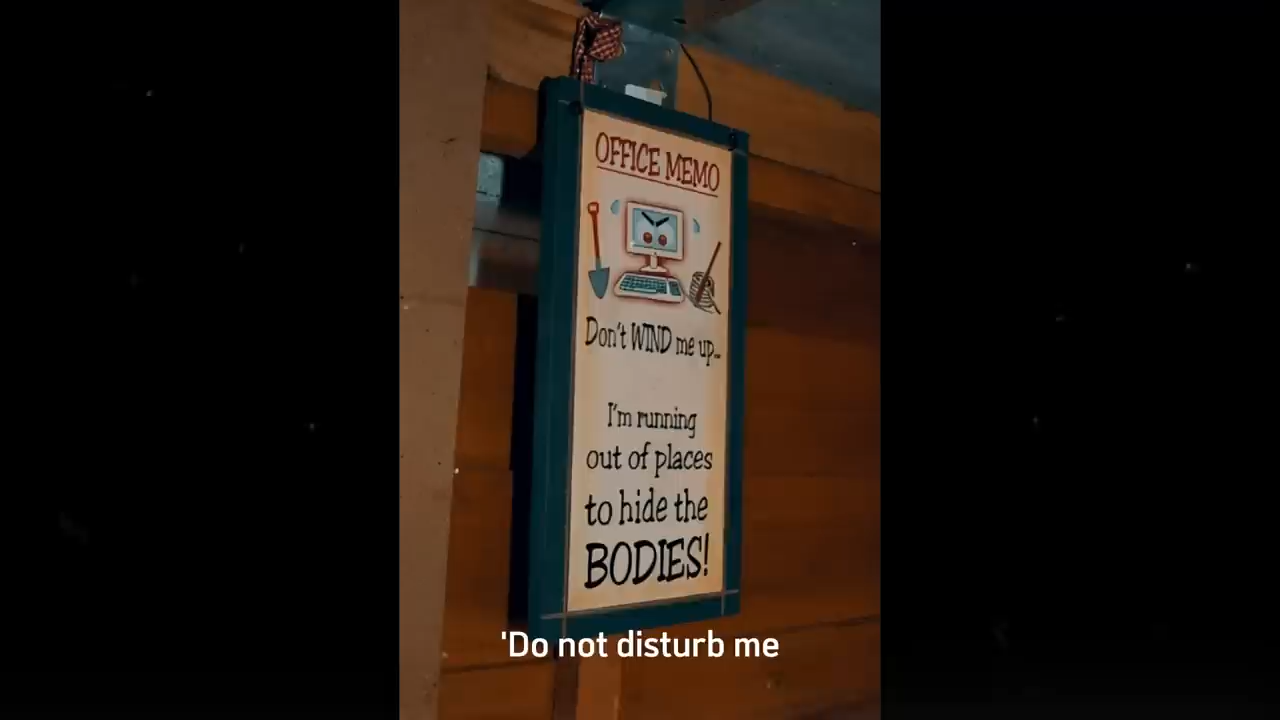 OFFICE MEMO
Don't WIND me up...
I'm running
out of places
to hide the
BODIES!
'Do not disturb me